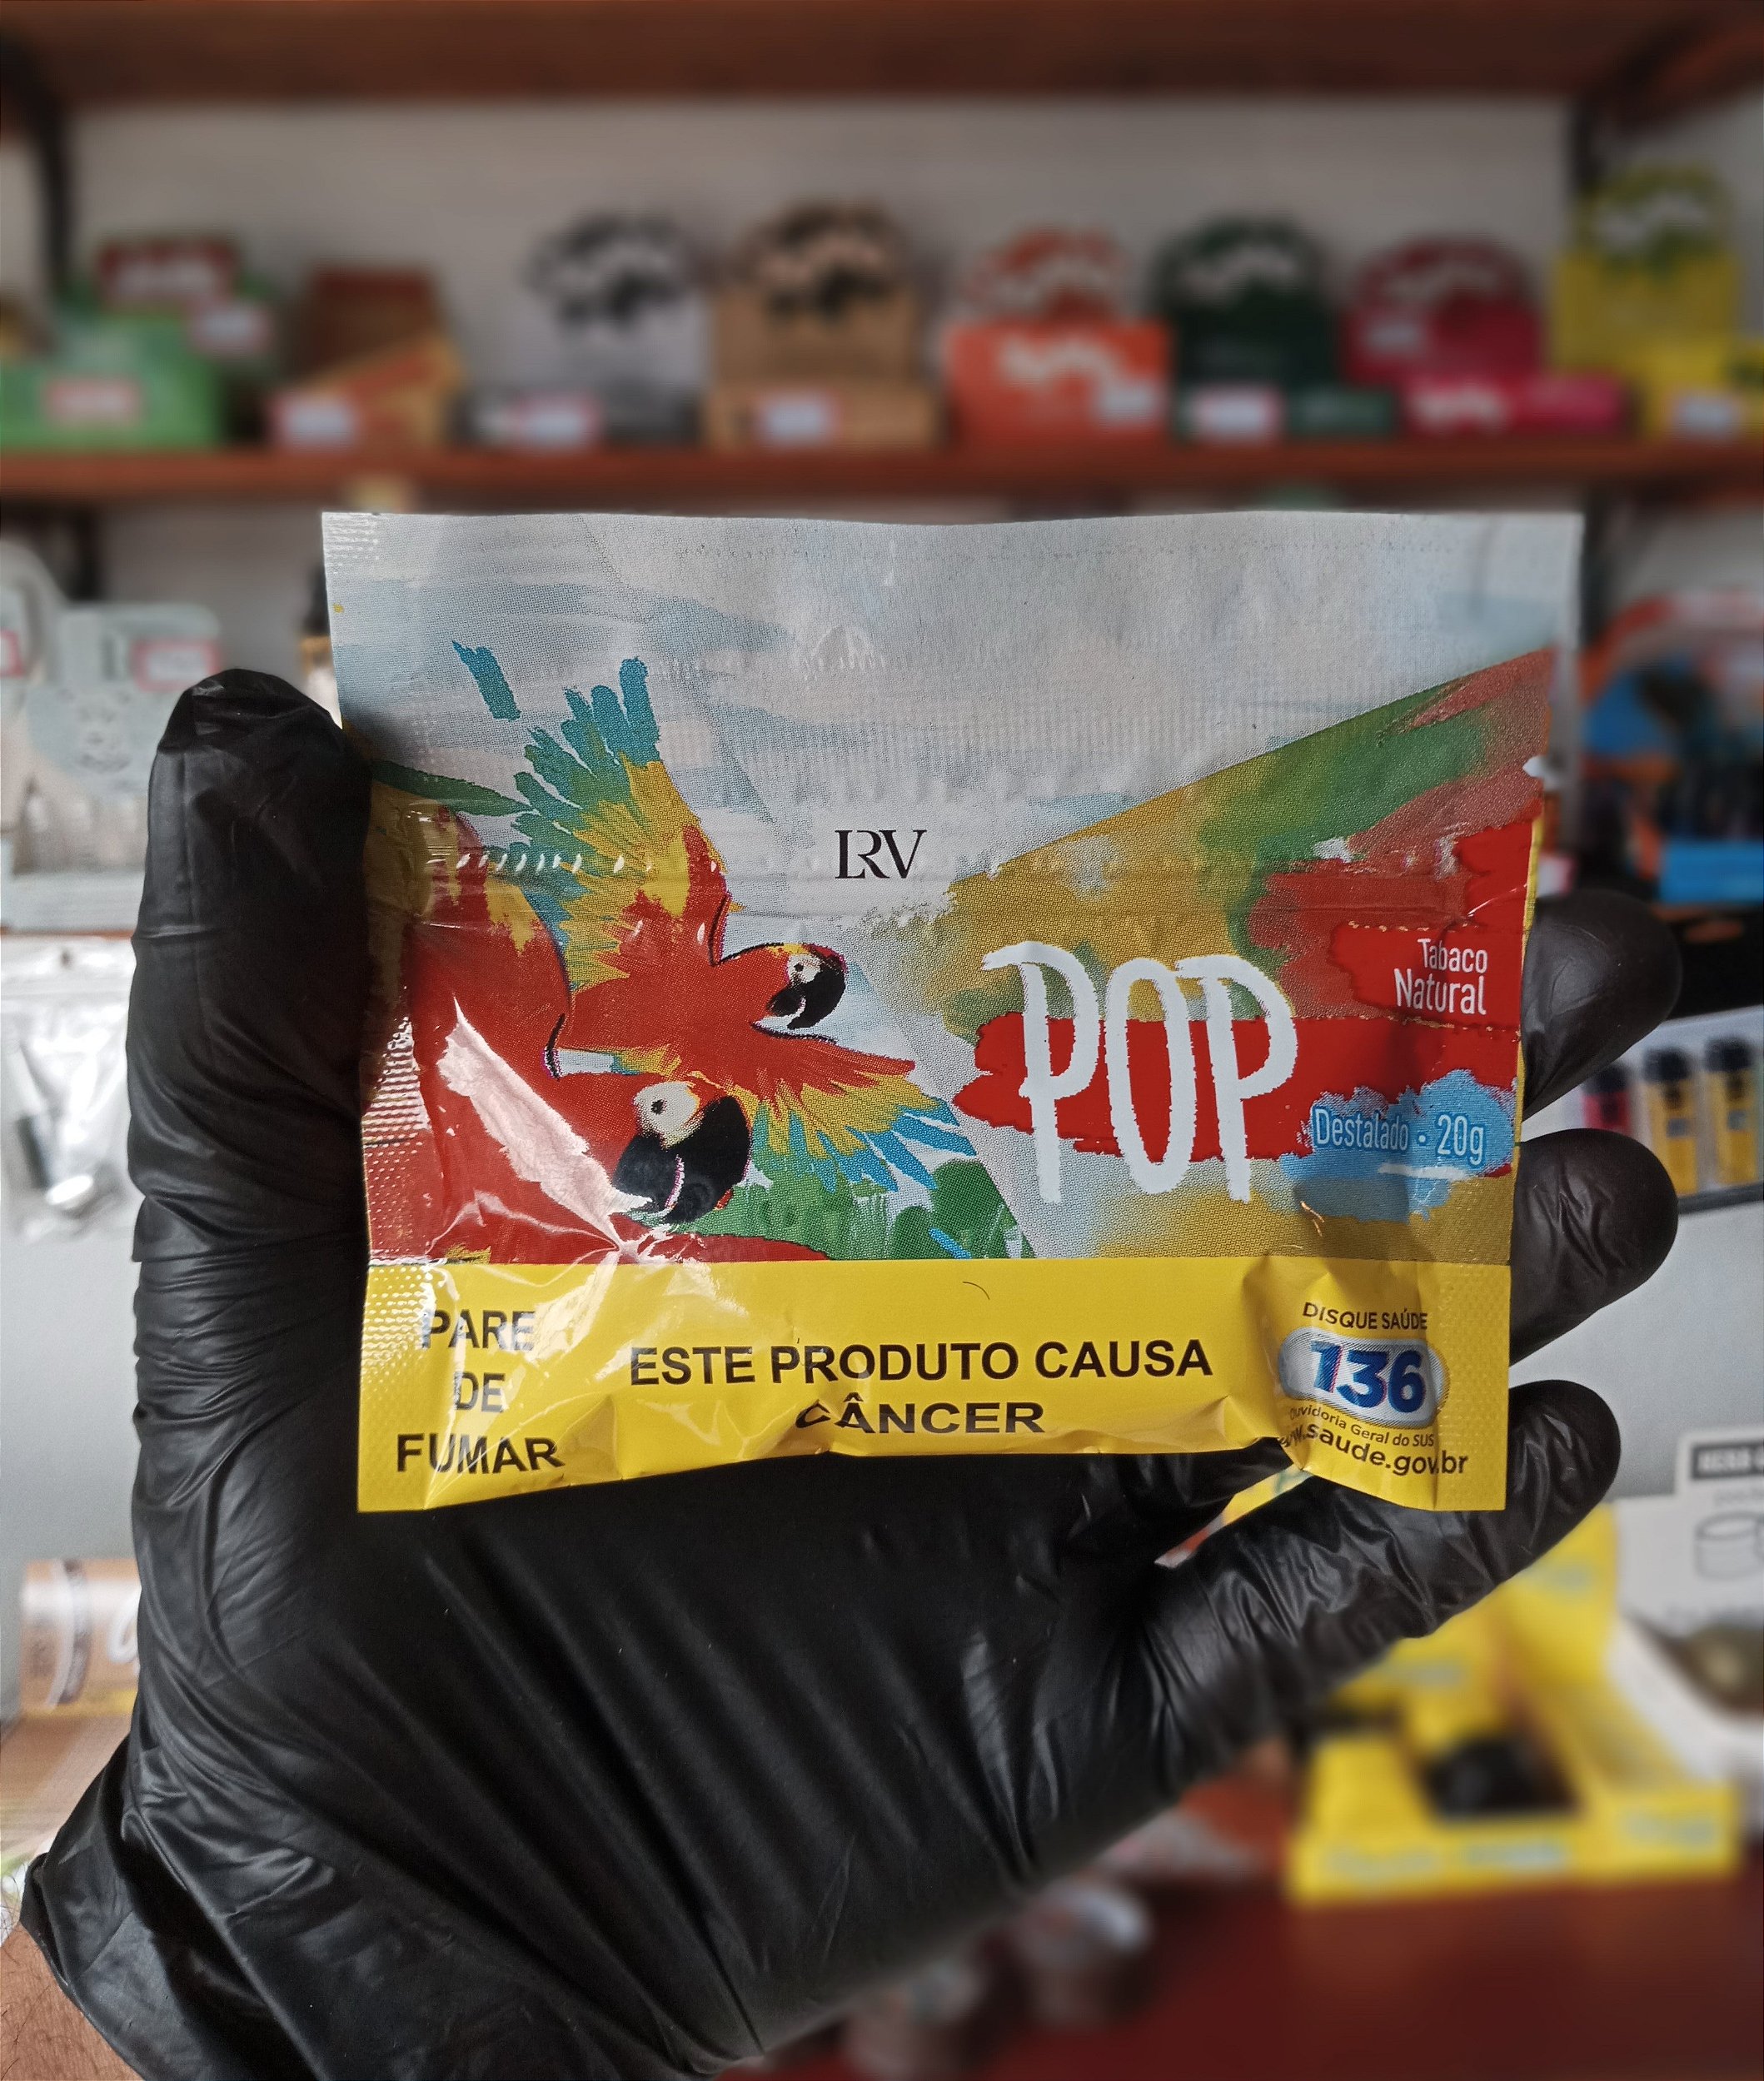 LRV
POP
Tabaco
Natural
Destalado · 20g
PARE
DE
FUMAR
ESTE PRODUTO CAUSA
CÂNCER
DISQUE SAÚDE
136
Ouvidoria Geral do SUS
www.saude.gov.br